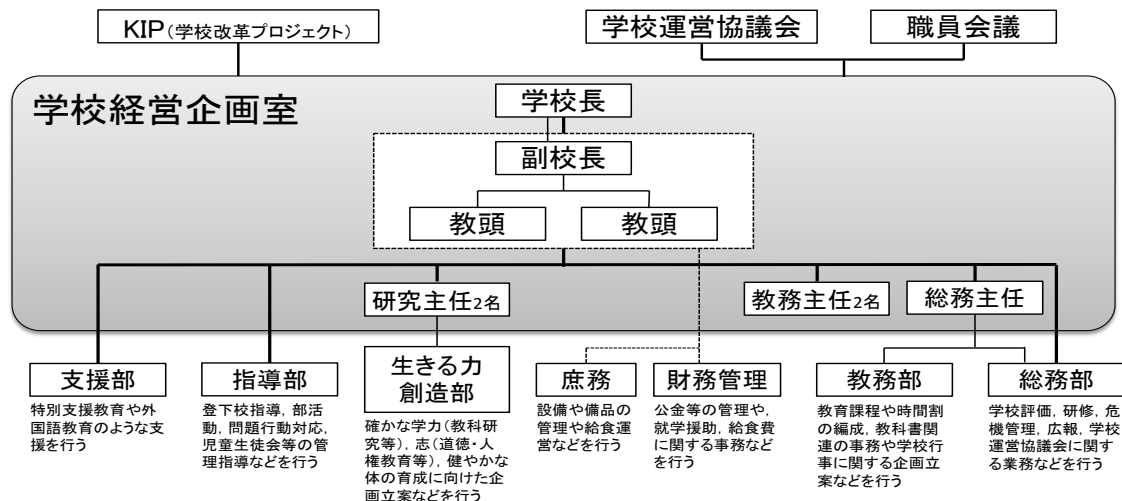 KIP(学校改革プロジェクト)
学校運営協議会
職員会議
学校経営企画室
学校長
副校長
教頭
教頭
研究主任2名
教務主任2名
総務主任
支援部
特別支援教育や外
国語教育のような支
援を行う
指導部
登下校指導, 部活
動, 問題行動対応,
児童生徒会等の管
理指導などを行う
生きる力
創造部
確かな学力(教科研
究等), 志(道徳・人
権教育等), 健やかな
体の育成に向けた企
画立案などを行う
庶務
設備や備品の
管理や給食運
営などを行う
財務管理
公金等の管理や,
就学援助, 給食費
に関する事務など
を行う
教務部
教育課程や時間割
の編成, 教科書関
連の事務や学校行
事に関する企画立
案などを行う
総務部
学校評価, 研修, 危
機管理, 広報, 学校
運営協議会に関す
る業務などを行う